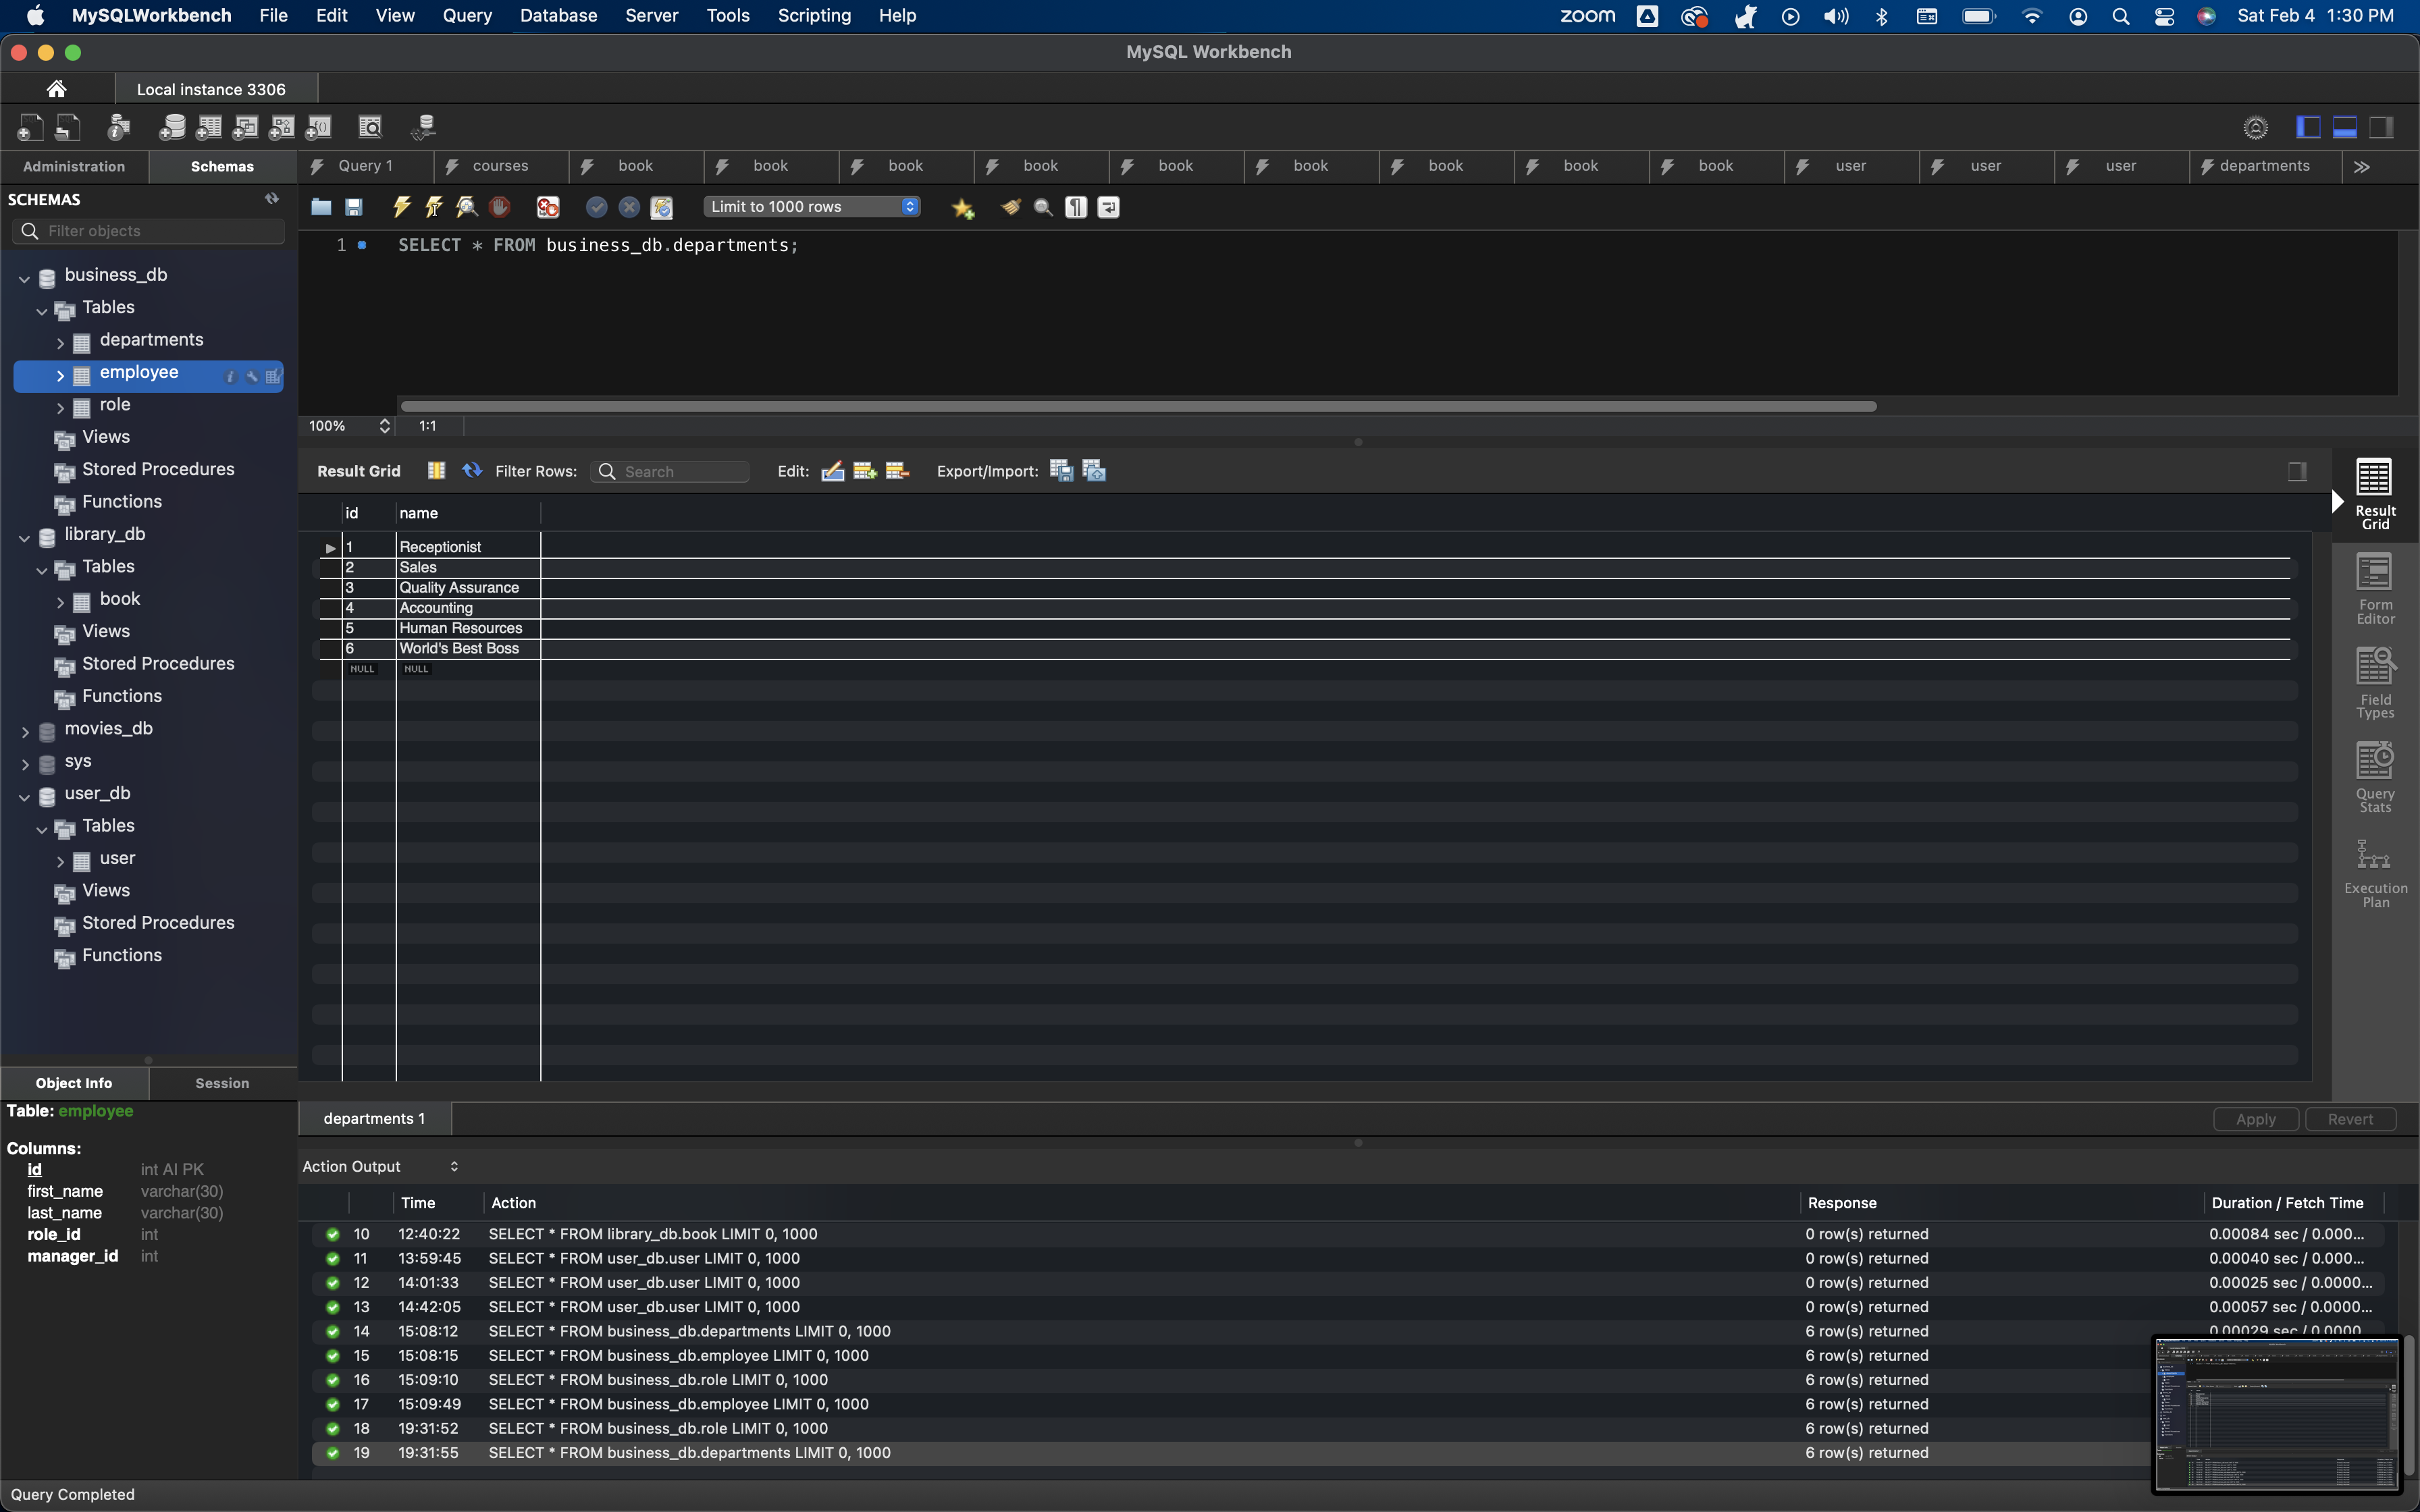 MySQLWorkbench File Edit View Query Database Server Tools Scripting Help zoom Sat Feb 4 1:30 PM
MySQL Workbench
Local instance 3306
Administration Schemas Query 1 courses book book book book book book book book book user user user departments
SCHEMAS
Filter objects
Limit to 1000 rows
1 SELECT * FROM business_db.departments;
business_db
Tables
departments
employee
role
Views
Stored Procedures
Functions
library_db
Tables
book
Views
Stored Procedures
Functions
movies_db
sys
user_db
Tables
user
Views
Stored Procedures
Functions
100% 1:1
Result Grid Filter Rows: Search Edit: Export/Import:
id name
1 Receptionist
2 Sales
3 Quality Assurance
4 Accounting
5 Human Resources
6 World's Best Boss
NULL NULL
Result
Grid
Form
Editor
Field
Types
Query
Stats
Execution
Plan
Object Info Session
Table: employee
Columns:
id int AI PK
first_name varchar(30)
last_name varchar(30)
role_id int
manager_id int
departments 1 Apply Revert
Action Output
Time Action Response Duration / Fetch Time
10 12:40:22 SELECT * FROM library_db.book LIMIT 0, 1000 0 row(s) returned 0.00084 sec / 0.000...
11 13:59:45 SELECT * FROM user_db.user LIMIT 0, 1000 0 row(s) returned 0.00040 sec / 0.000...
12 14:01:33 SELECT * FROM user_db.user LIMIT 0, 1000 0 row(s) returned 0.00025 sec / 0.0000...
13 14:42:05 SELECT * FROM user_db.user LIMIT 0, 1000 0 row(s) returned 0.00057 sec / 0.0000...
14 15:08:12 SELECT * FROM business_db.departments LIMIT 0, 1000 6 row(s) returned 0.00029 sec / 0.0000
15 15:08:15 SELECT * FROM business_db.employee LIMIT 0, 1000 6 row(s) returned
16 15:09:10 SELECT * FROM business_db.role LIMIT 0, 1000 6 row(s) returned
17 15:09:49 SELECT * FROM business_db.employee LIMIT 0, 1000 6 row(s) returned
18 19:31:52 SELECT * FROM business_db.role LIMIT 0, 1000 6 row(s) returned
19 19:31:55 SELECT * FROM business_db.departments LIMIT 0, 1000 6 row(s) returned
Query Completed